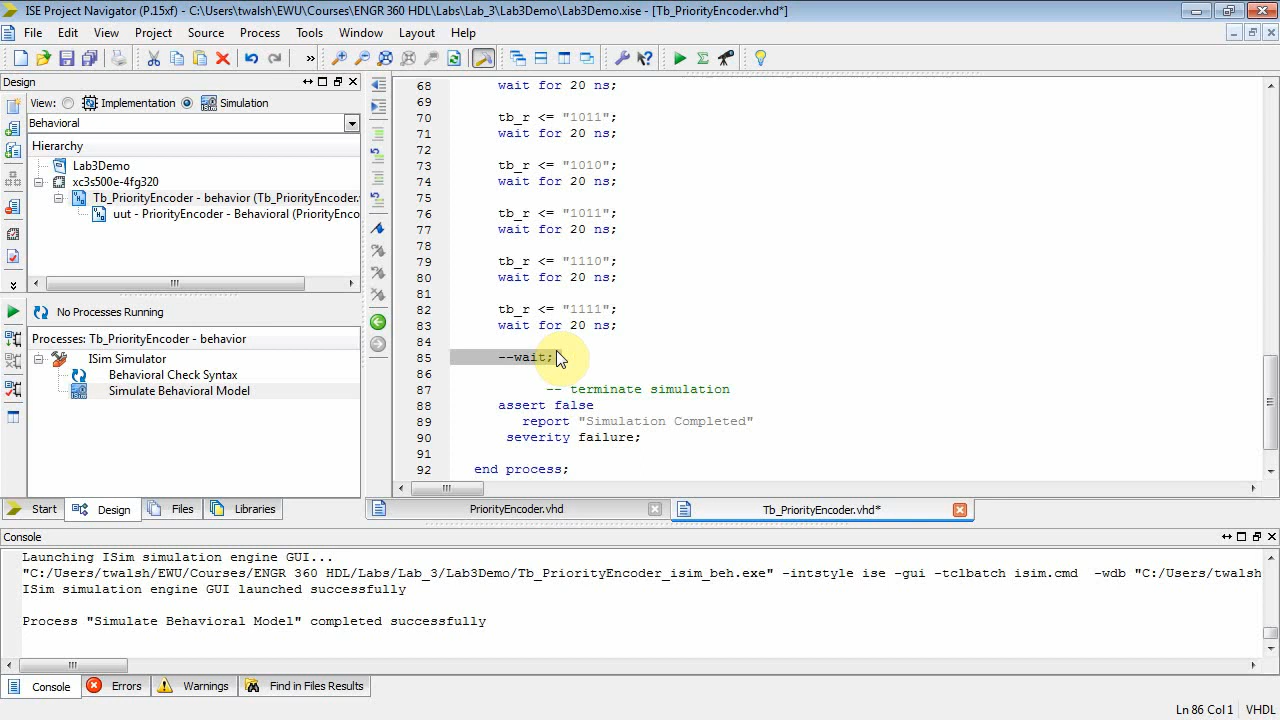 ISE Project Navigator (P.15xf) - C:\Users\twalsh\EWU\Courses\ENGR 360 HDL\Labs\Lab_3\Lab3Demo\Lab3Demo.xise - [Tb_PriorityEncoder.vhd*]
File Edit View Project Source Process Tools Window Layout Help
Design
View: Implementation Simulation
Behavioral
Hierarchy
Lab3Demo
xc3s500e-4fg320
Tb_PriorityEncoder - behavior (Tb_PriorityEncoder.
uut - PriorityEncoder - Behavioral (PriorityEnco
No Processes Running
Processes: Tb_PriorityEncoder - behavior
ISim Simulator
Behavioral Check Syntax
Simulate Behavioral Model
Start Design Files Libraries
68 wait for 20 ns;
69
70 tb_r <= "1011";
71 wait for 20 ns;
72
73 tb_r <= "1010";
74 wait for 20 ns;
75
76 tb_r <= "1011";
77 wait for 20 ns;
78
79 tb_r <= "1110";
80 wait for 20 ns;
81
82 tb_r <= "1111";
83 wait for 20 ns;
84
85 --wait;
86
87 -- terminate simulation
88 assert false
89 report "Simulation Completed"
90 severity failure;
91
92 end process;
PriorityEncoder.vhd Tb_PriorityEncoder.vhd*
Console
Launching ISim simulation engine GUI...
"C:/Users/twalsh/EWU/Courses/ENGR 360 HDL/Labs/Lab_3/Lab3Demo/Tb_PriorityEncoder_isim_beh.exe" -intstyle ise -gui -tclbatch isim.cmd -wdb "C:/Users/twalsh
ISim simulation engine GUI launched successfully
Process "Simulate Behavioral Model" completed successfully
Console Errors Warnings Find in Files Results
Ln 86 Col 1 VHDL